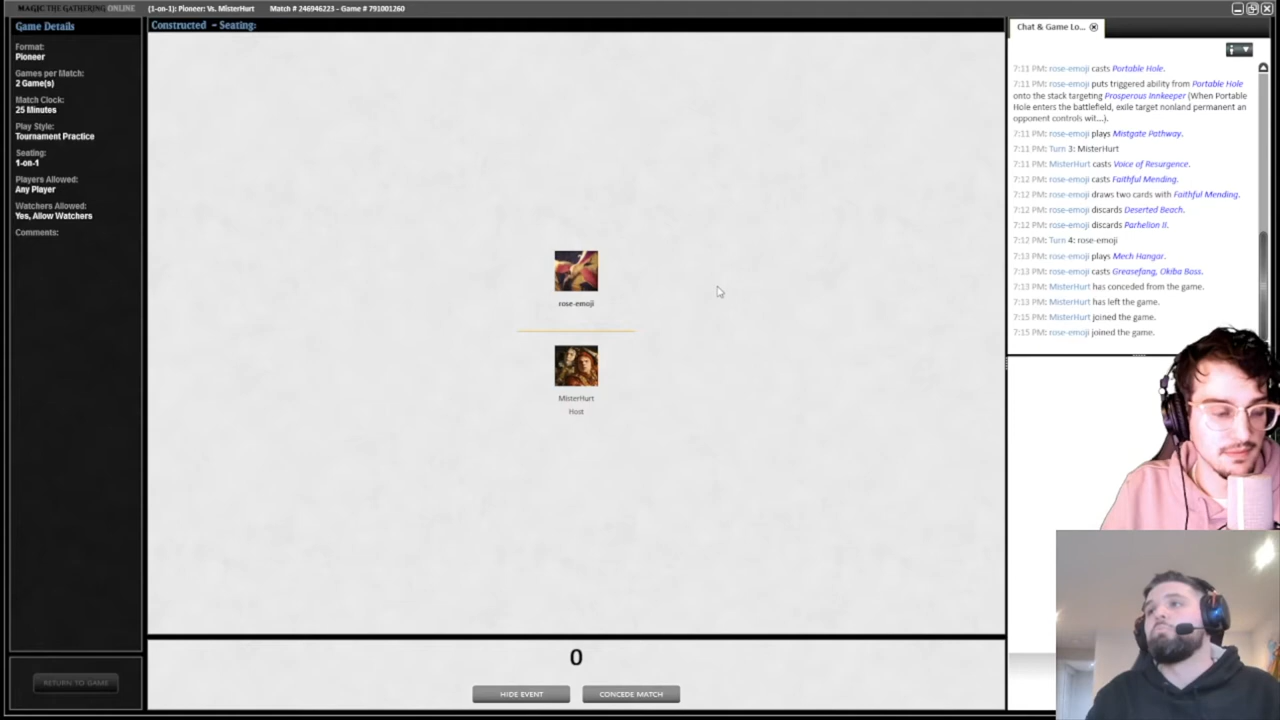 MAGIC THE GATHERING ONLINE
(1-on-1): Pioneer: Vs. MisterHurt
Match # 246946223 - Game # 791001260
Game Details
Format:
Pioneer
Games per Match:
2 Game(s)
Match Clock:
25 Minutes
Play Style:
Tournament Practice
Seating:
1-on-1
Players Allowed:
Any Player
Watchers Allowed:
Yes, Allow Watchers
Comments:
RETURN TO GAME
Constructed - Seating:
rose-emoji
MisterHurt
Host
0
HIDE EVENT
CONCEDE MATCH
Chat & Game Lo...
7:11 PM: rose-emoji casts Portable Hole.
7:11 PM: rose-emoji puts triggered ability from Portable Hole
onto the stack targeting Prosperous Innkeeper (When Portable
Hole enters the battlefield, exile target nonland permanent an
opponent controls wit...).
7:11 PM: rose-emoji plays Mistgate Pathway.
7:11 PM: Turn 3: MisterHurt
7:11 PM: MisterHurt casts Voice of Resurgence.
7:12 PM: rose-emoji casts Faithful Mending.
7:12 PM: rose-emoji draws two cards with Faithful Mending.
7:12 PM: rose-emoji discards Deserted Beach.
7:12 PM: rose-emoji discards Parhelion II.
7:12 PM: Turn 4: rose-emoji
7:13 PM: rose-emoji plays Mech Hangar.
7:13 PM: rose-emoji casts Greasefang, Okiba Boss.
7:13 PM: MisterHurt has conceded from the game.
7:13 PM: MisterHurt has left the game.
7:15 PM: MisterHurt joined the game.
7:15 PM: rose-emoji joined the game.